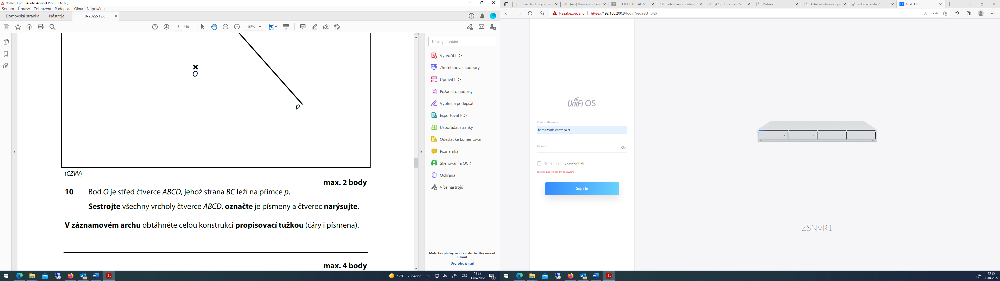 9-2022-1.pdf - Adobe Acrobat Pro DC (32-bit)
Soubor Úpravy Zobrazení Podepsat Okna Nápověda
Domovská stránka Nástroje 9-2022-1.pdf ×
6 / 10 167%
O
p
(CZVV)
max. 2 body
10 Bod O je střed čtverce ABCD, jehož strana BC leží na přímce p.
Sestrojte všechny vrcholy čtverce ABCD, označte je písmeny a čtverec narýsujte.
V záznamovém archu obtáhněte celou konstrukci propisovací tužkou (čáry i písmena).
max. 4 body
Nástroje hledání
Vytvořit PDF
Zkombinovat soubory
Upravit PDF
Požádat o podpisy
Vyplnit a podepsat
Exportovat PDF
Uspořádat stránky
Odeslat ke komentování
Poznámka
Skenování a OCR
Ochrana
Více nástrojů
Máte bezplatný účet ve službě Document
Cloud
Upgradovat nyní
17°C Slunečno CES 13:35
13.04.2022
4
Scratch - Imagine, Pro (475) Doručené – Sezn TOUR OF THE ALPS Přihlášení do systému (473) Doručené – Sezn Matrika Aktuální informace pr edge://newtab/ UniFi OS
Nezabezpečeno https://192.168.200.8/login?redirect=%2F
UniFi OS
Email or Username
holy@zsodolenavoda.cz
Password
Remember my credentials
Invalid username or password
Sign In
ZSNVR1
13:35
13.04.2022